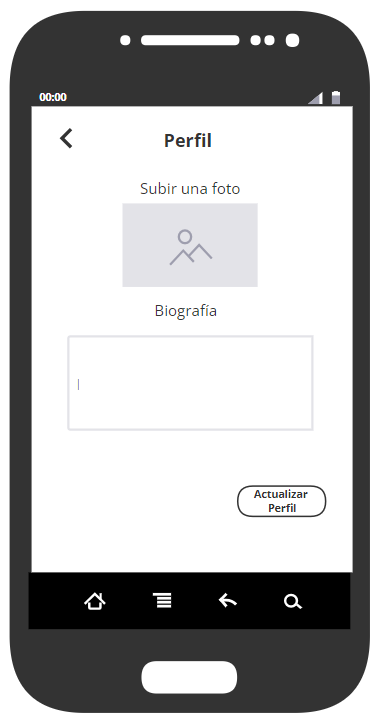 00:00
Perfil
Subir una foto
Biografía
Actualizar
Perfil